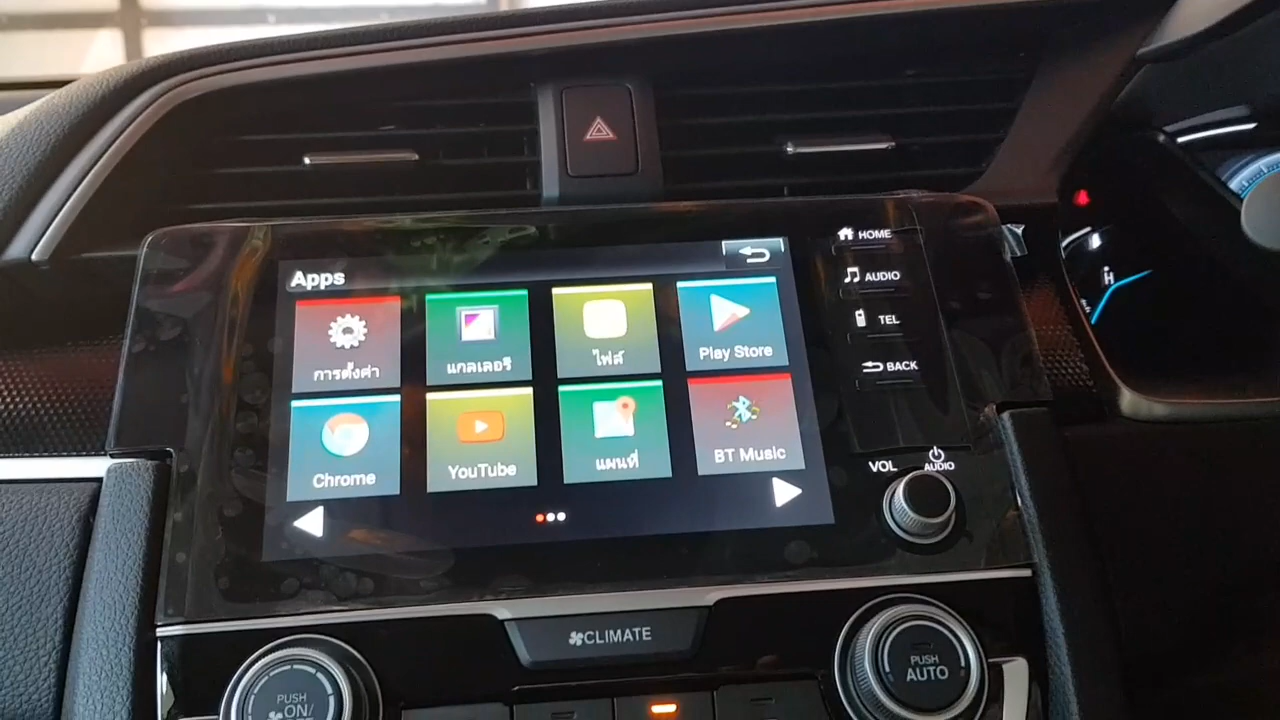 Apps
การตั้งค่า
แกลเลอรี
ไฟล์
Play Store
Chrome
YouTube
แผนที่
BT Music
HOME
AUDIO
TEL
BACK
VOL
AUDIO
H
CLIMATE
PUSH
ON/
PUSH
AUTO